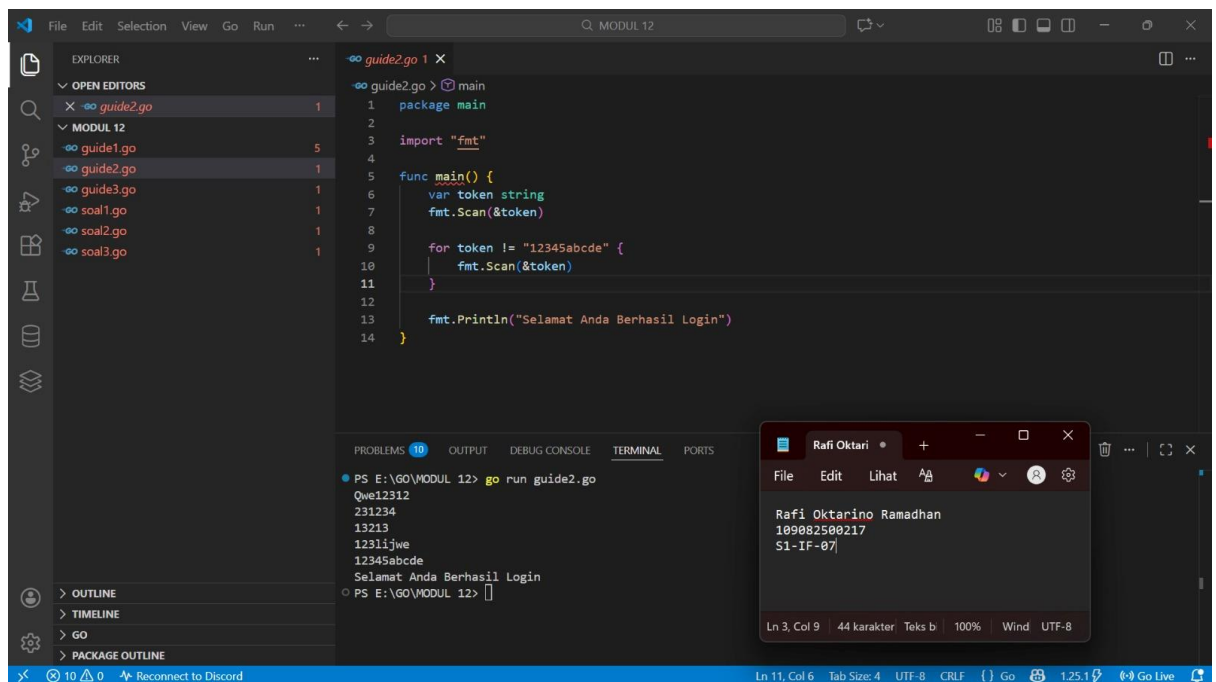 File Edit Selection View Go Run ··· MODUL 12
EXPLORER ···
OPEN EDITORS
guide2.go 1
MODUL 12
guide1.go 5
guide2.go 1
guide3.go 1
soal1.go 1
soal2.go 1
soal3.go 1
OUTLINE
TIMELINE
GO
PACKAGE OUTLINE
guide2.go 1
guide2.go > main
1 package main
2
3 import "fmt"
4
5 func main() {
6 var token string
7 fmt.Scan(&token)
8
9 for token != "12345abcde" {
10 fmt.Scan(&token)
11 }
12
13 fmt.Println("Selamat Anda Berhasil Login")
14 }
PROBLEMS 10 OUTPUT DEBUG CONSOLE TERMINAL PORTS
PS E:\GO\MODUL 12> go run guide2.go
Qwe12312
231234
13213
123lijwe
12345abcde
Selamat Anda Berhasil Login
PS E:\GO\MODUL 12>
Rafi Oktari
File Edit Lihat
Rafi Oktarino Ramadhan
109082500217
S1-IF-07
Ln 3, Col 9 44 karakter Teks bi 100% Wind UTF-8
10 0 Reconnect to Discord Ln 11, Col 6 Tab Size: 4 UTF-8 CRLF {} Go 1.25.1 Go Live